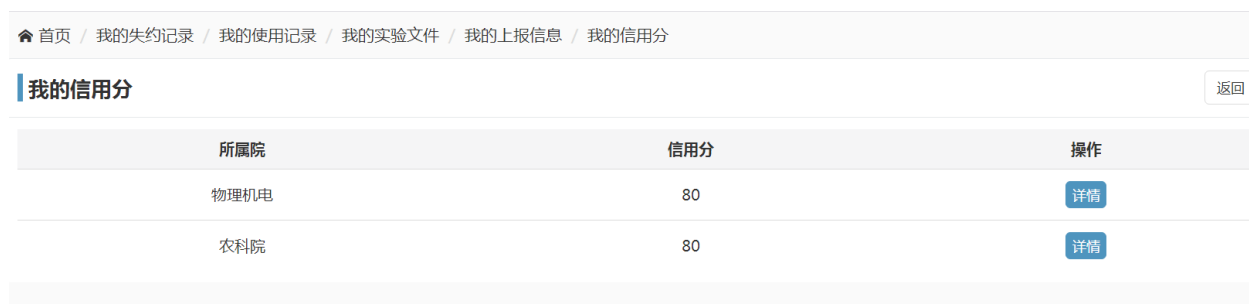 首页 / 我的失约记录 / 我的使用记录 / 我的实验文件 / 我的上报信息 / 我的信用分
我的信用分 返回
所属院 信用分 操作
物理机电 80 详情
农科院 80 详情